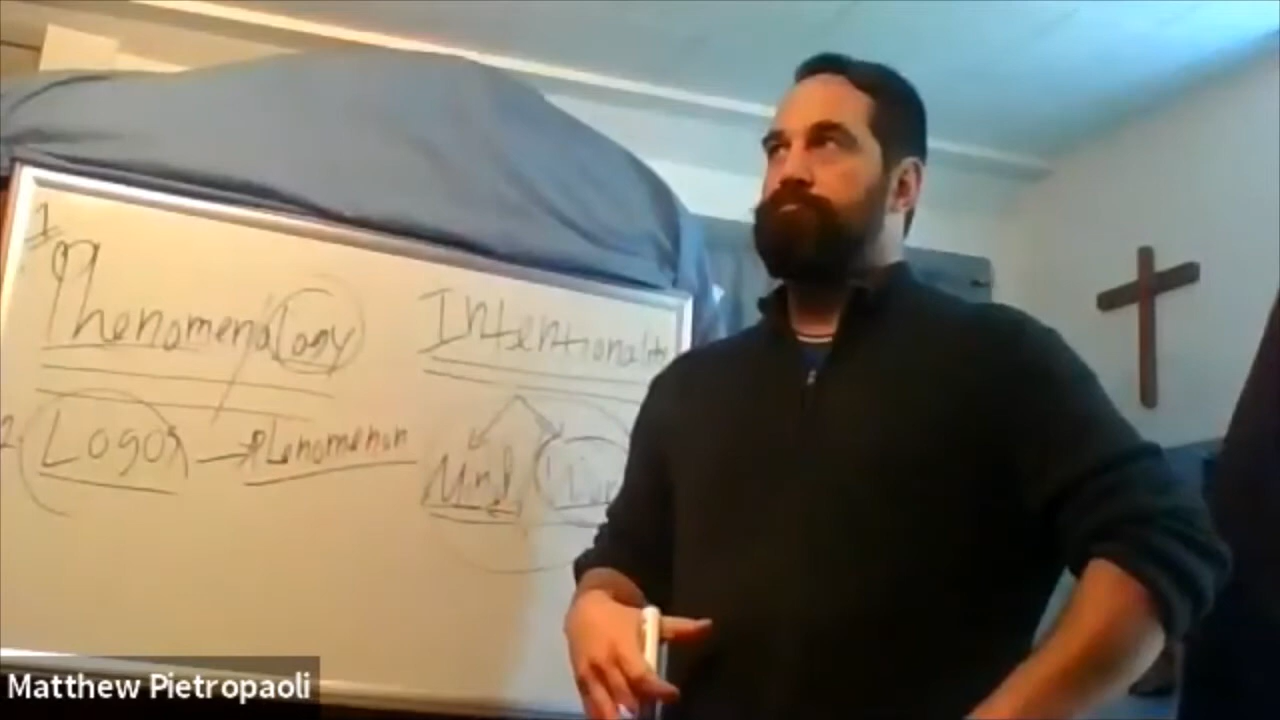 1
Phenomenology
Intentionality
2 Logos → Phenomenon
Mind
Matthew Pietropaoli